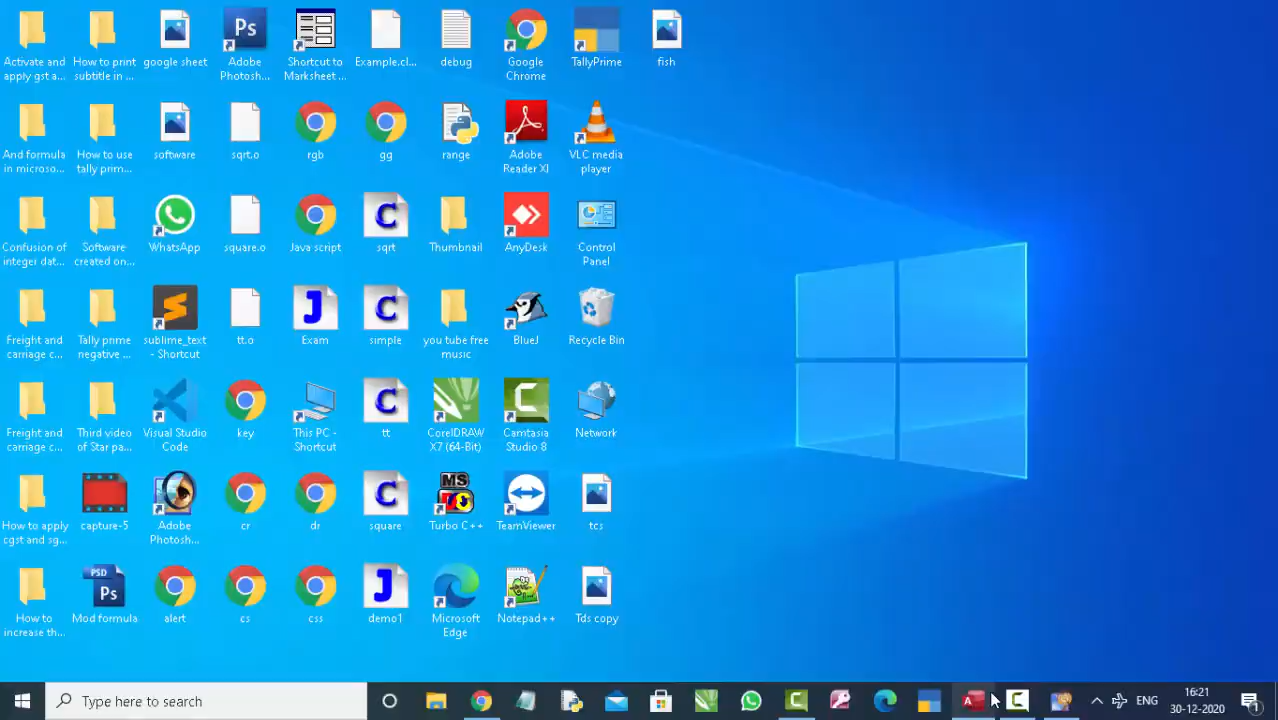 Activate and
apply gst a...
How to print
subtitle in ...
google sheet
Adobe
Photosh...
Shortcut to
Marksheet ...
Example.cl...
debug
Google
Chrome
TallyPrime
fish
And formula
in microso...
How to use
tally prim...
software
sqrt.o
rgb
gg
range
Adobe
Reader XI
VLC media
player
Confusion of
integer dat...
Software
created on...
WhatsApp
square.o
Java script
sqrt
Thumbnail
AnyDesk
Control
Panel
Freight and
carriage c...
Tally prime
negative ...
sublime_text
- Shortcut
tt.o
Exam
simple
you tube free
music
BlueJ
Recycle Bin
Freight and
carriage c...
Third video
of Star pa...
Visual Studio
Code
key
This PC -
Shortcut
tt
CorelDRAW
X7 (64-Bit)
Camtasia
Studio 8
Network
How to apply
cgst and sg...
capture-5
Adobe
Photosh...
cr
dr
square
MS
Turbo C++
TeamViewer
tcs
How to
increase th...
PSD
Ps
Mod formula
alert
cs
css
demo1
Microsoft
Edge
Notepad++
Tds copy
Type here to search
ENG
16:21
30-12-2020